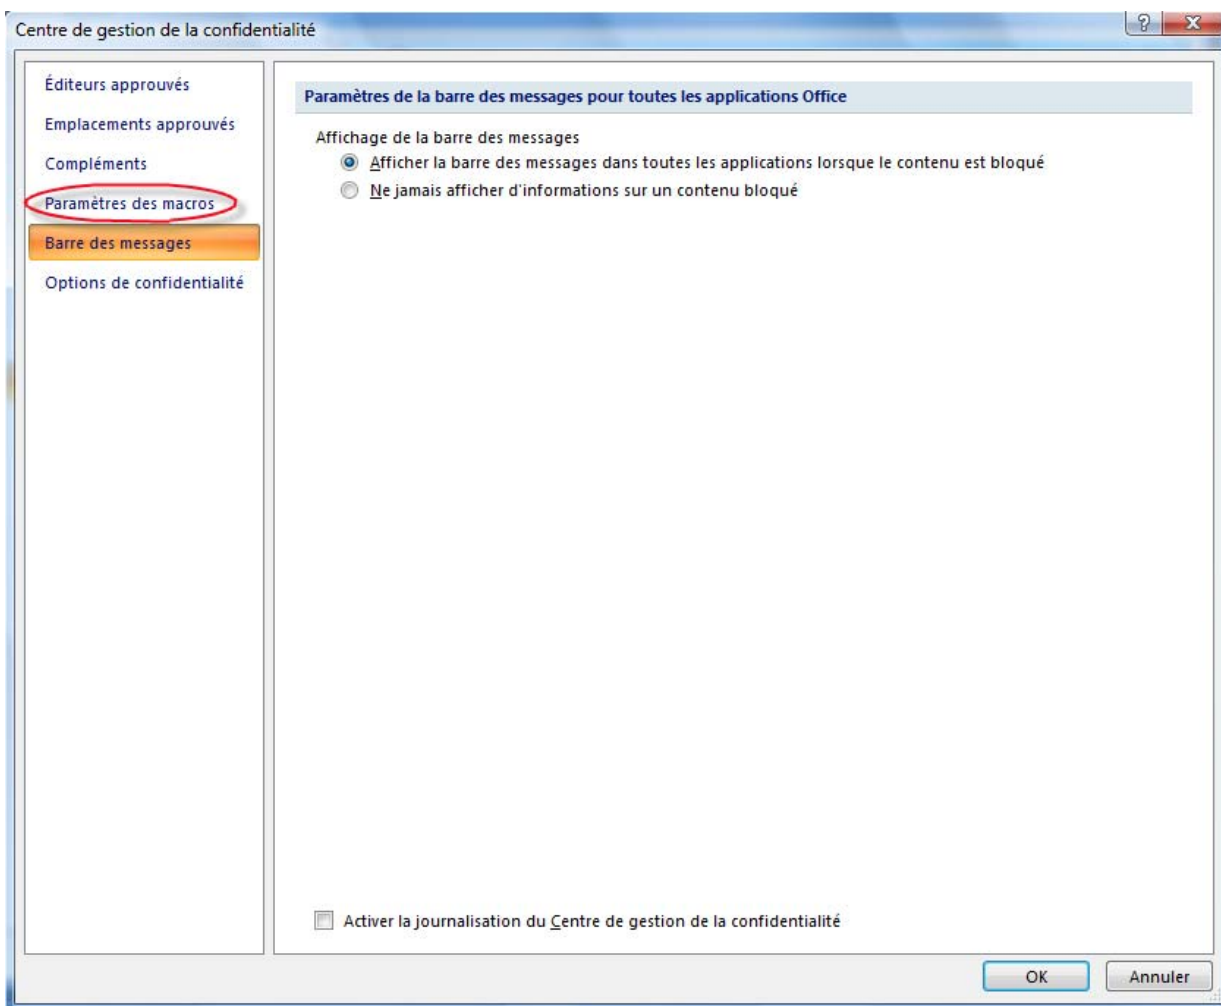 Centre de gestion de la confidentialité
Éditeurs approuvés
Emplacements approuvés
Compléments
Paramètres des macros
Barre des messages
Options de confidentialité
Paramètres de la barre des messages pour toutes les applications Office
Affichage de la barre des messages
Afficher la barre des messages dans toutes les applications lorsque le contenu est bloqué
Ne jamais afficher d'informations sur un contenu bloqué
Activer la journalisation du Centre de gestion de la confidentialité
OK
Annuler